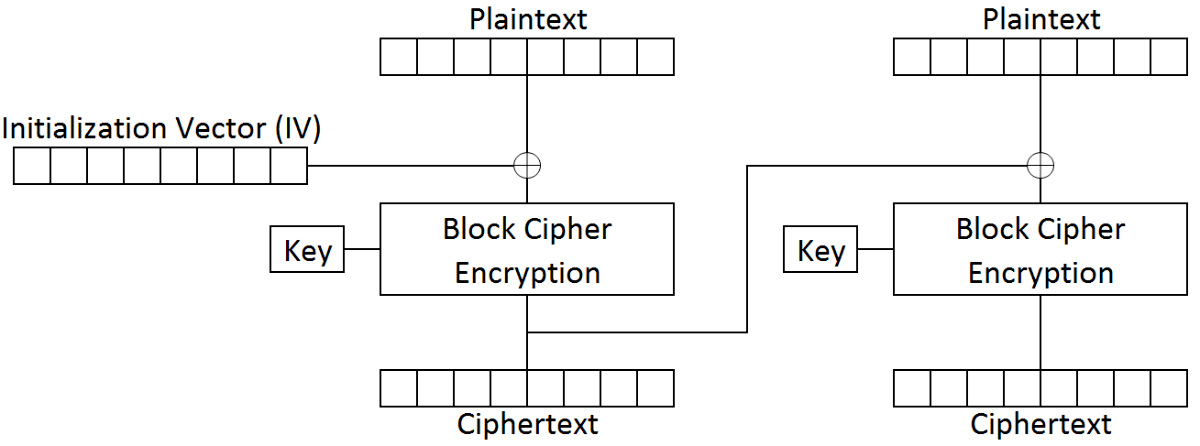 Plaintext
Plaintext
Initialization Vector (IV)
Key
Block Cipher
Encryption
Key
Block Cipher
Encryption
Ciphertext
Ciphertext